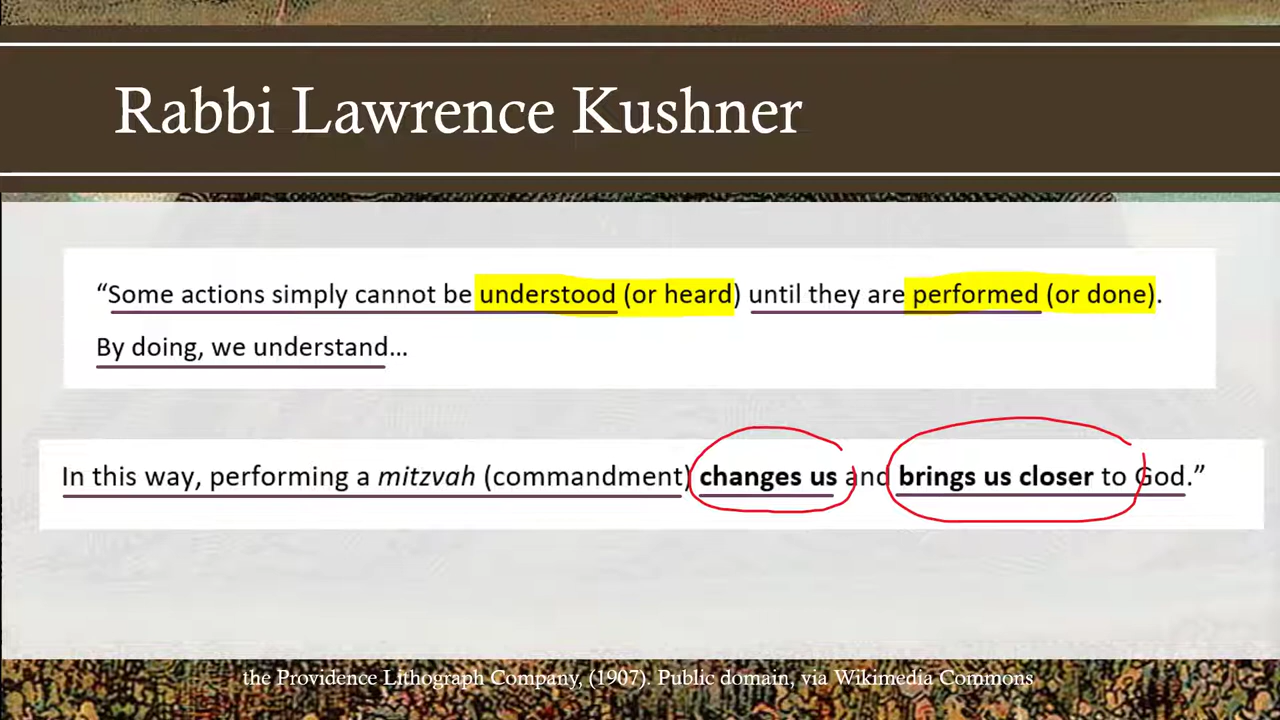 Rabbi Lawrence Kushner
“Some actions simply cannot be understood (or heard) until they are performed (or done).
By doing, we understand…
In this way, performing a mitzvah (commandment) changes us and brings us closer to God.”
the Providence Lithograph Company, (1907). Public domain, via Wikimedia Commons